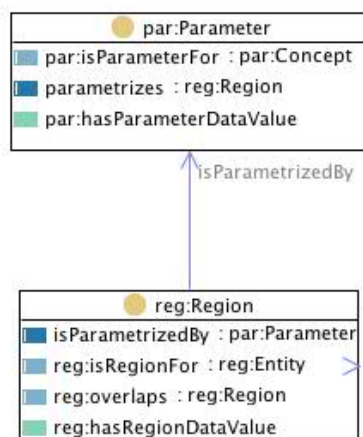 par:Parameter
par:isParameterFor : par:Concept
parametrizes : reg:Region
par:hasParameterDataValue
isParametrizedBy
reg:Region
isParametrizedBy : par:Parameter
reg:isRegionFor : reg:Entity
reg:overlaps : reg:Region
reg:hasRegionDataValue